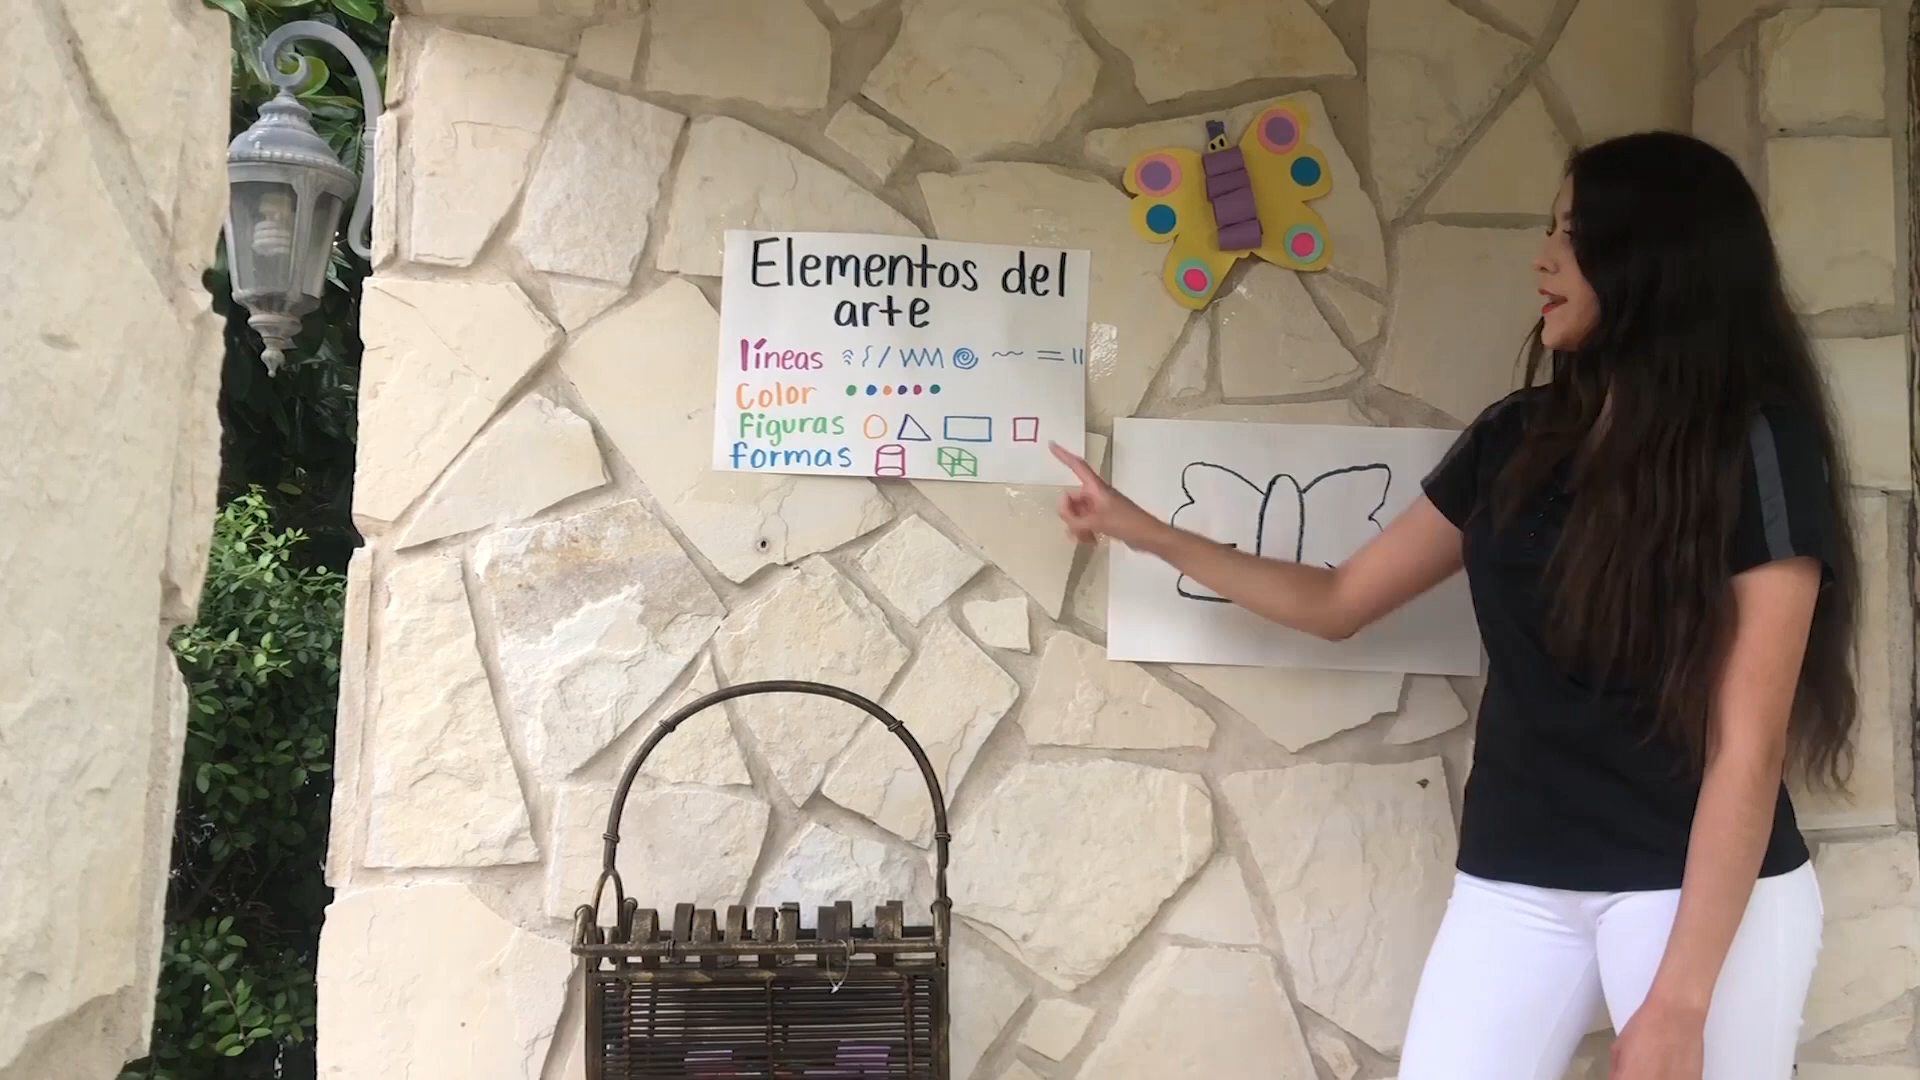 Elementos del
arte
líneas
Color
Figuras
formas